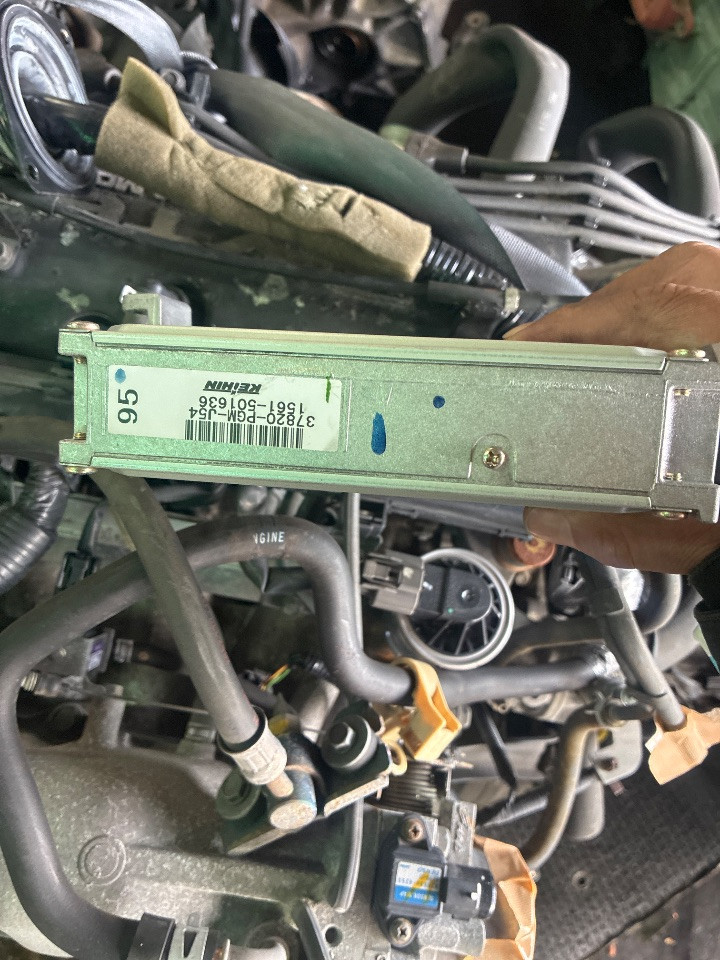 37820-PGM-J54
1561-501636
KEIHIN
95
NGINE